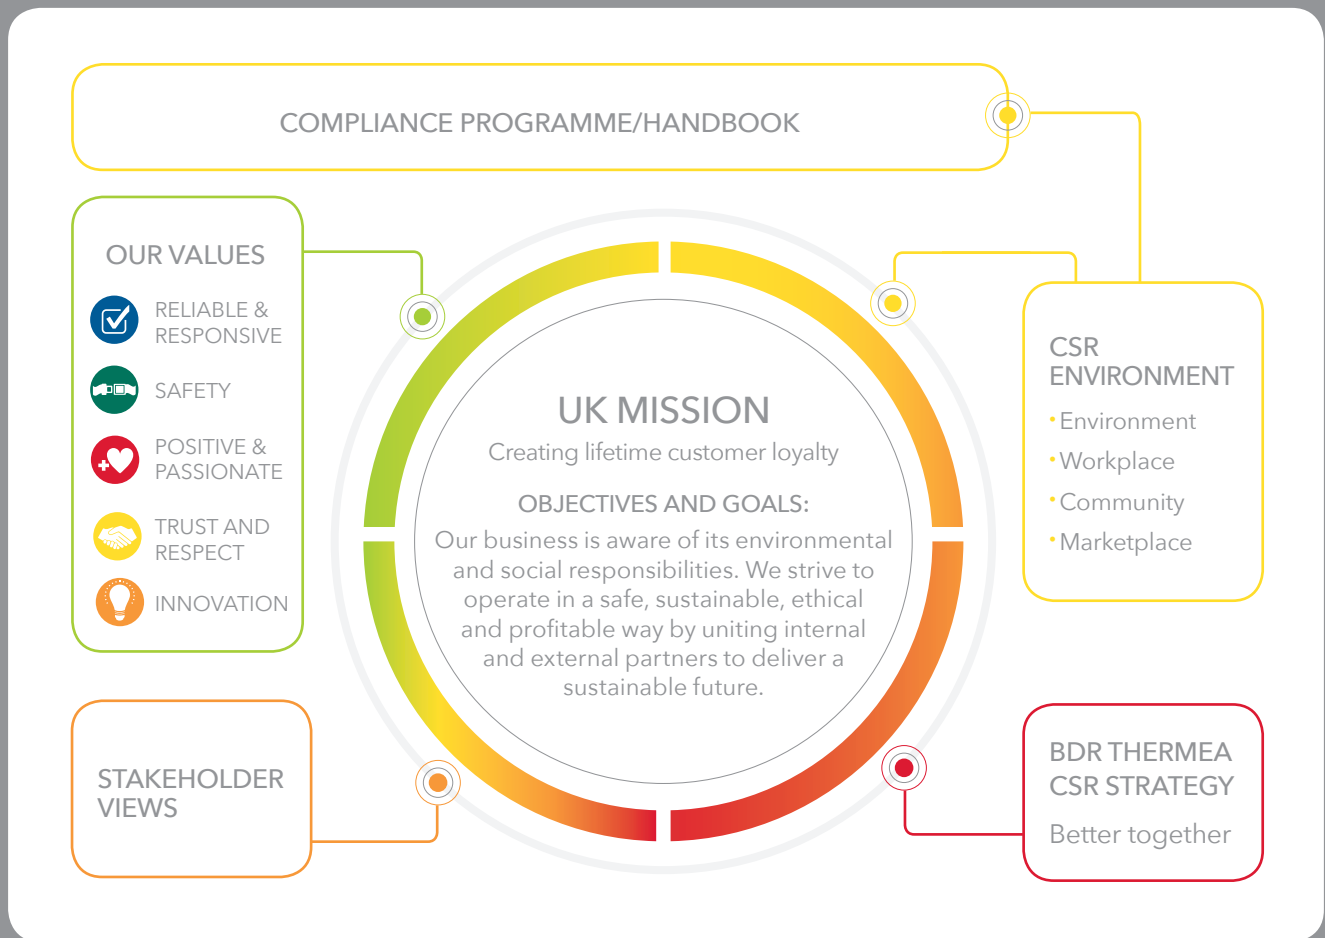 COMPLIANCE PROGRAMME/HANDBOOK
OUR VALUES
RELIABLE &
RESPONSIVE
SAFETY
POSITIVE &
PASSIONATE
TRUST AND
RESPECT
INNOVATION
STAKEHOLDER
VIEWS
UK MISSION
Creating lifetime customer loyalty
OBJECTIVES AND GOALS:
Our business is aware of its environmental
and social responsibilities. We strive to
operate in a safe, sustainable, ethical
and profitable way by uniting internal
and external partners to deliver a
sustainable future.
CSR
ENVIRONMENT
• Environment
• Workplace
• Community
• Marketplace
BDR THERMEA
CSR STRATEGY
Better together